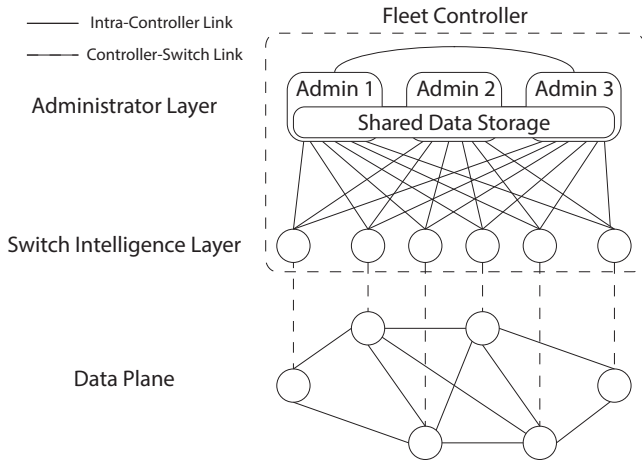 Intra-Controller Link
Controller-Switch Link
Fleet Controller
Administrator Layer
Admin 1
Admin 2
Admin 3
Shared Data Storage
Switch Intelligence Layer
Data Plane